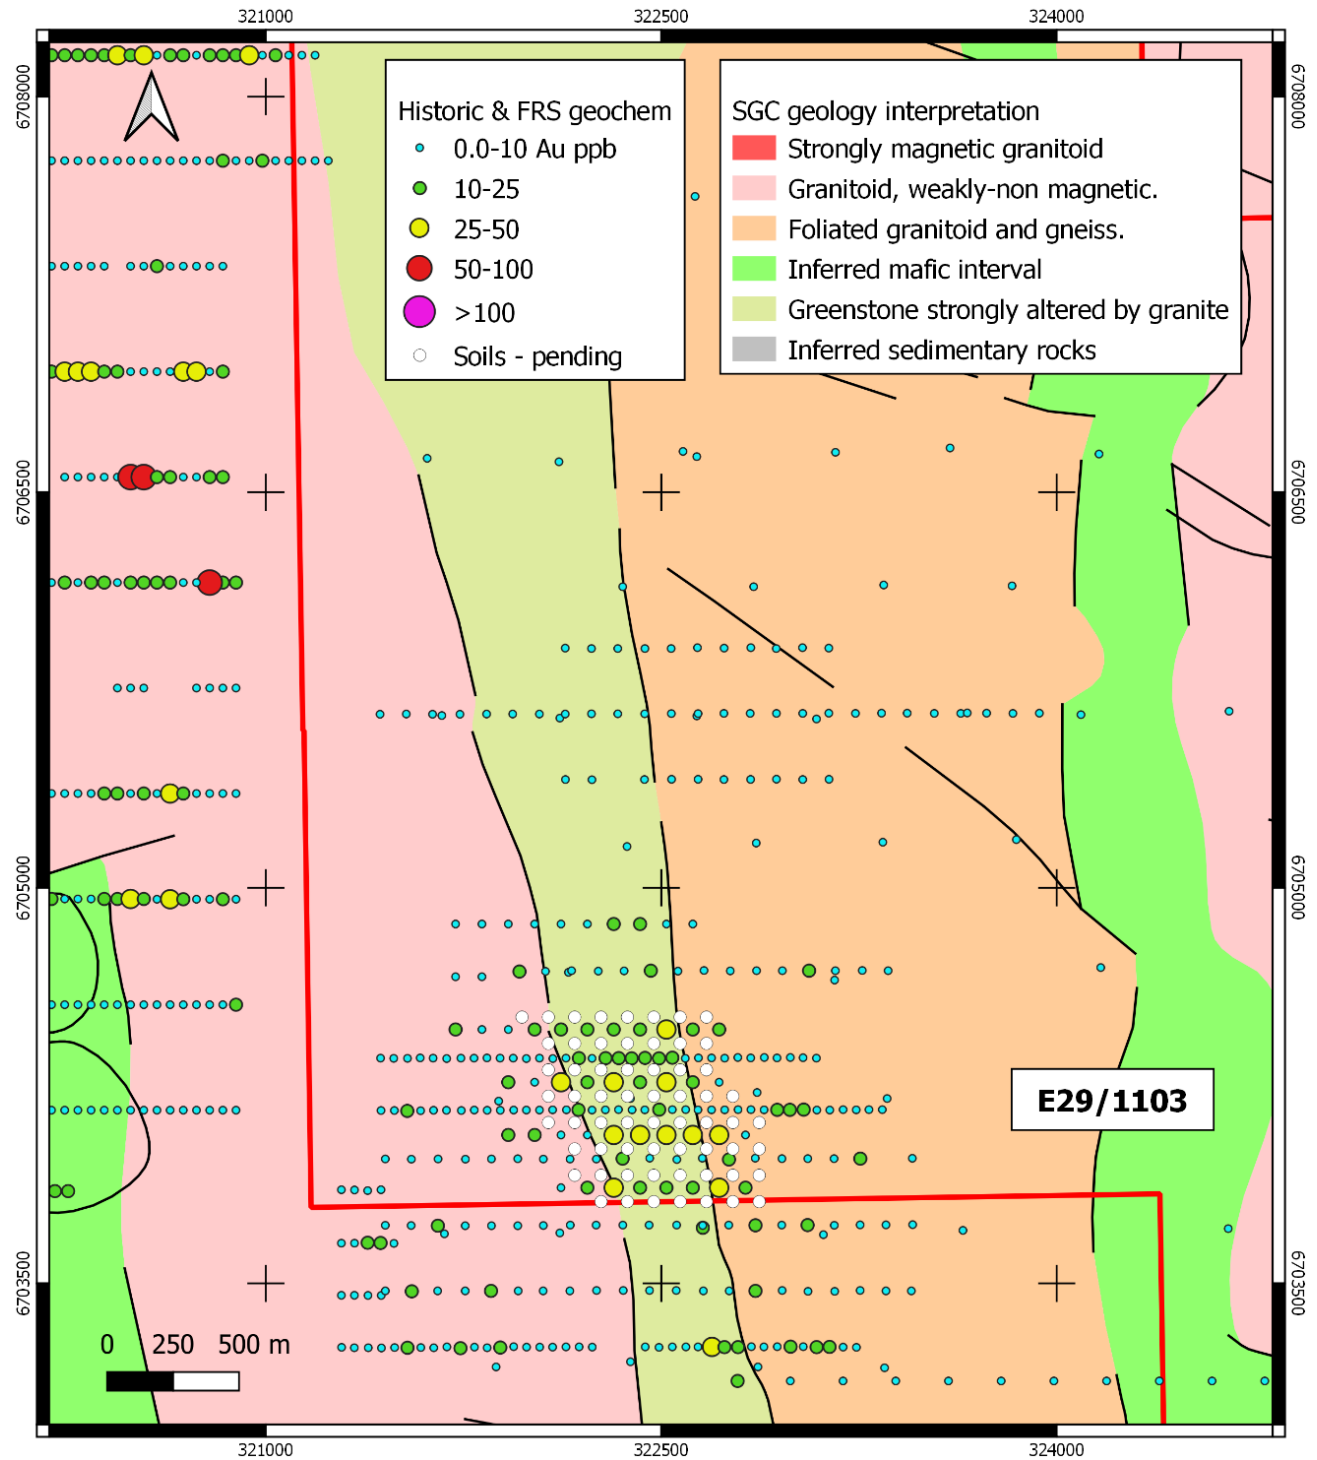 321000
322500
324000
6708000
6708000
Historic & FRS geochem
0.0-10 Au ppb
10-25
25-50
50-100
>100
Soils - pending
SGC geology interpretation
Strongly magnetic granitoid
Granitoid, weakly-non magnetic.
Foliated granitoid and gneiss.
Inferred mafic interval
Greenstone strongly altered by granite
Inferred sedimentary rocks
6706500
6706500
6705000
6705000
E29/1103
6703500
6703500
0 250 500 m
321000
322500
324000